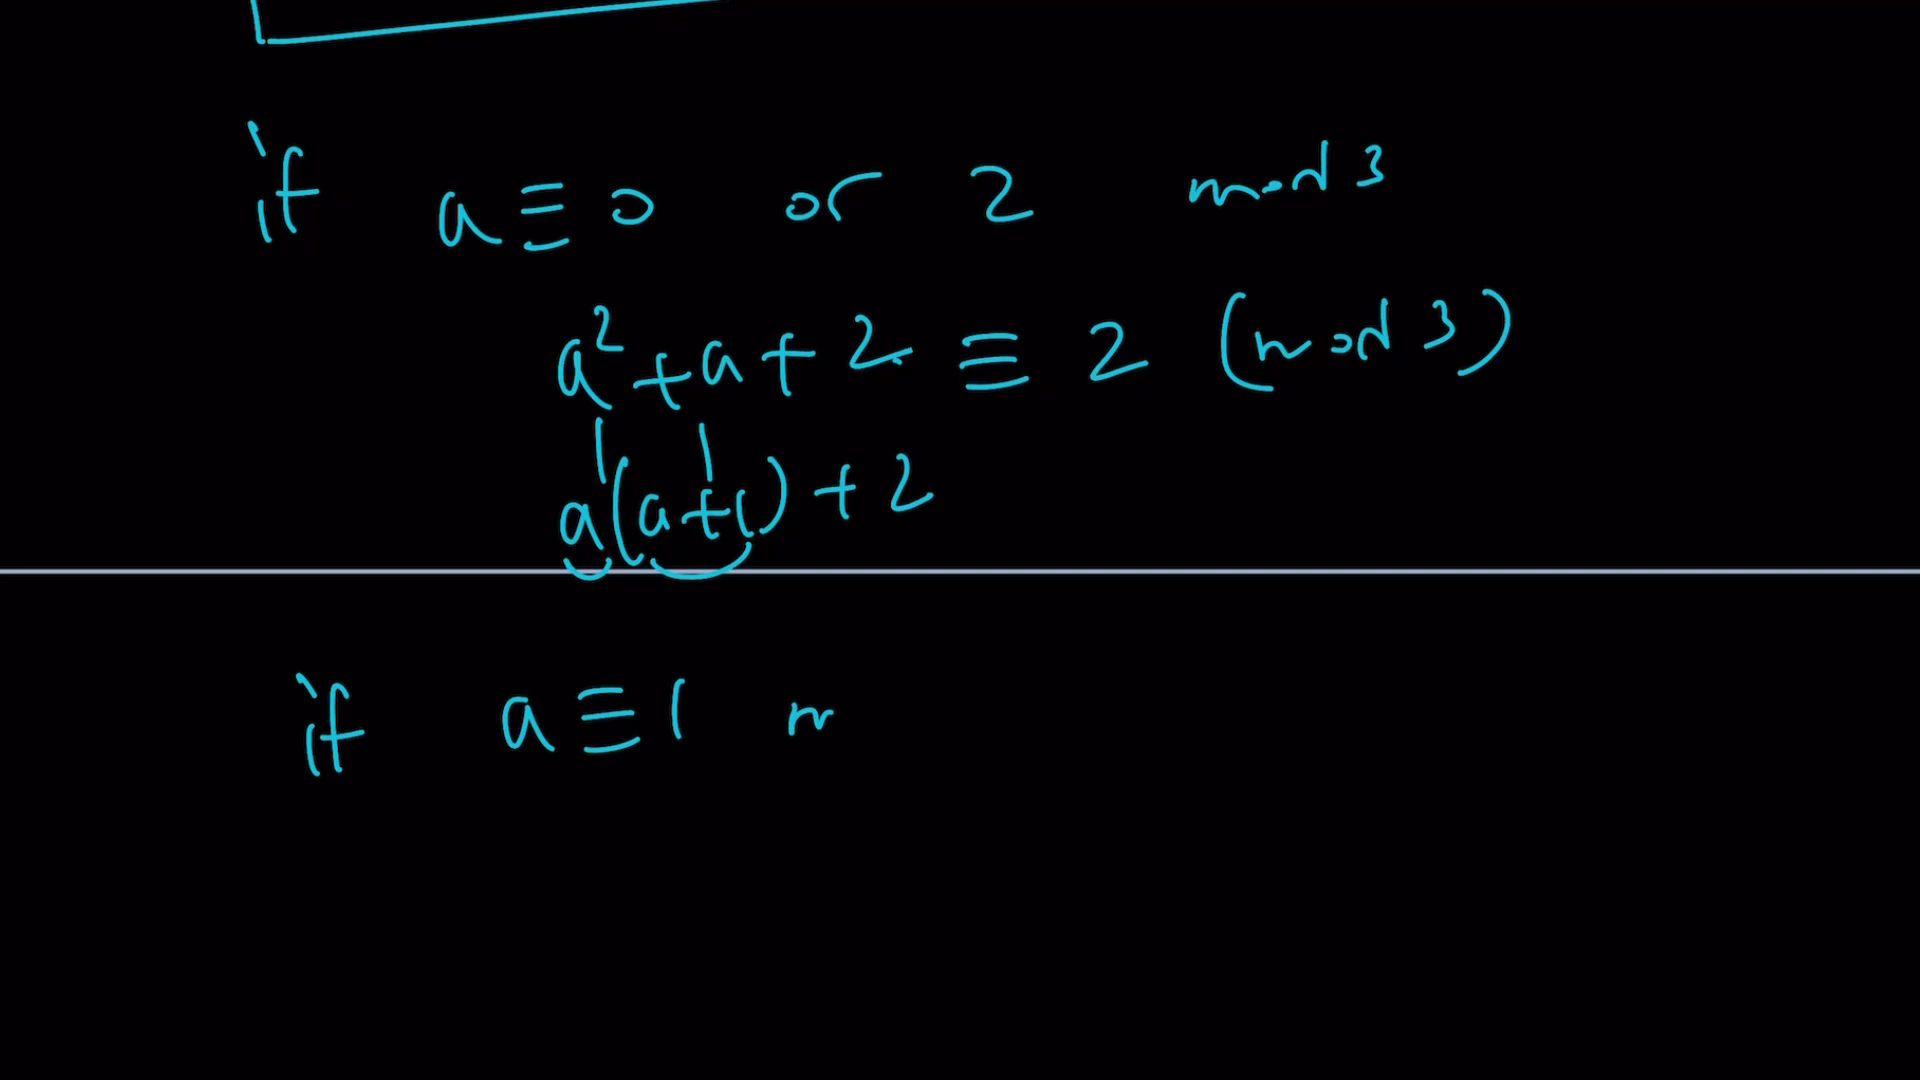 if a ≡ 0 or 2 mod 3
a² + a + 2 ≡ 2 (mod 3)
a(a+1) + 2
if a ≡ 1 m